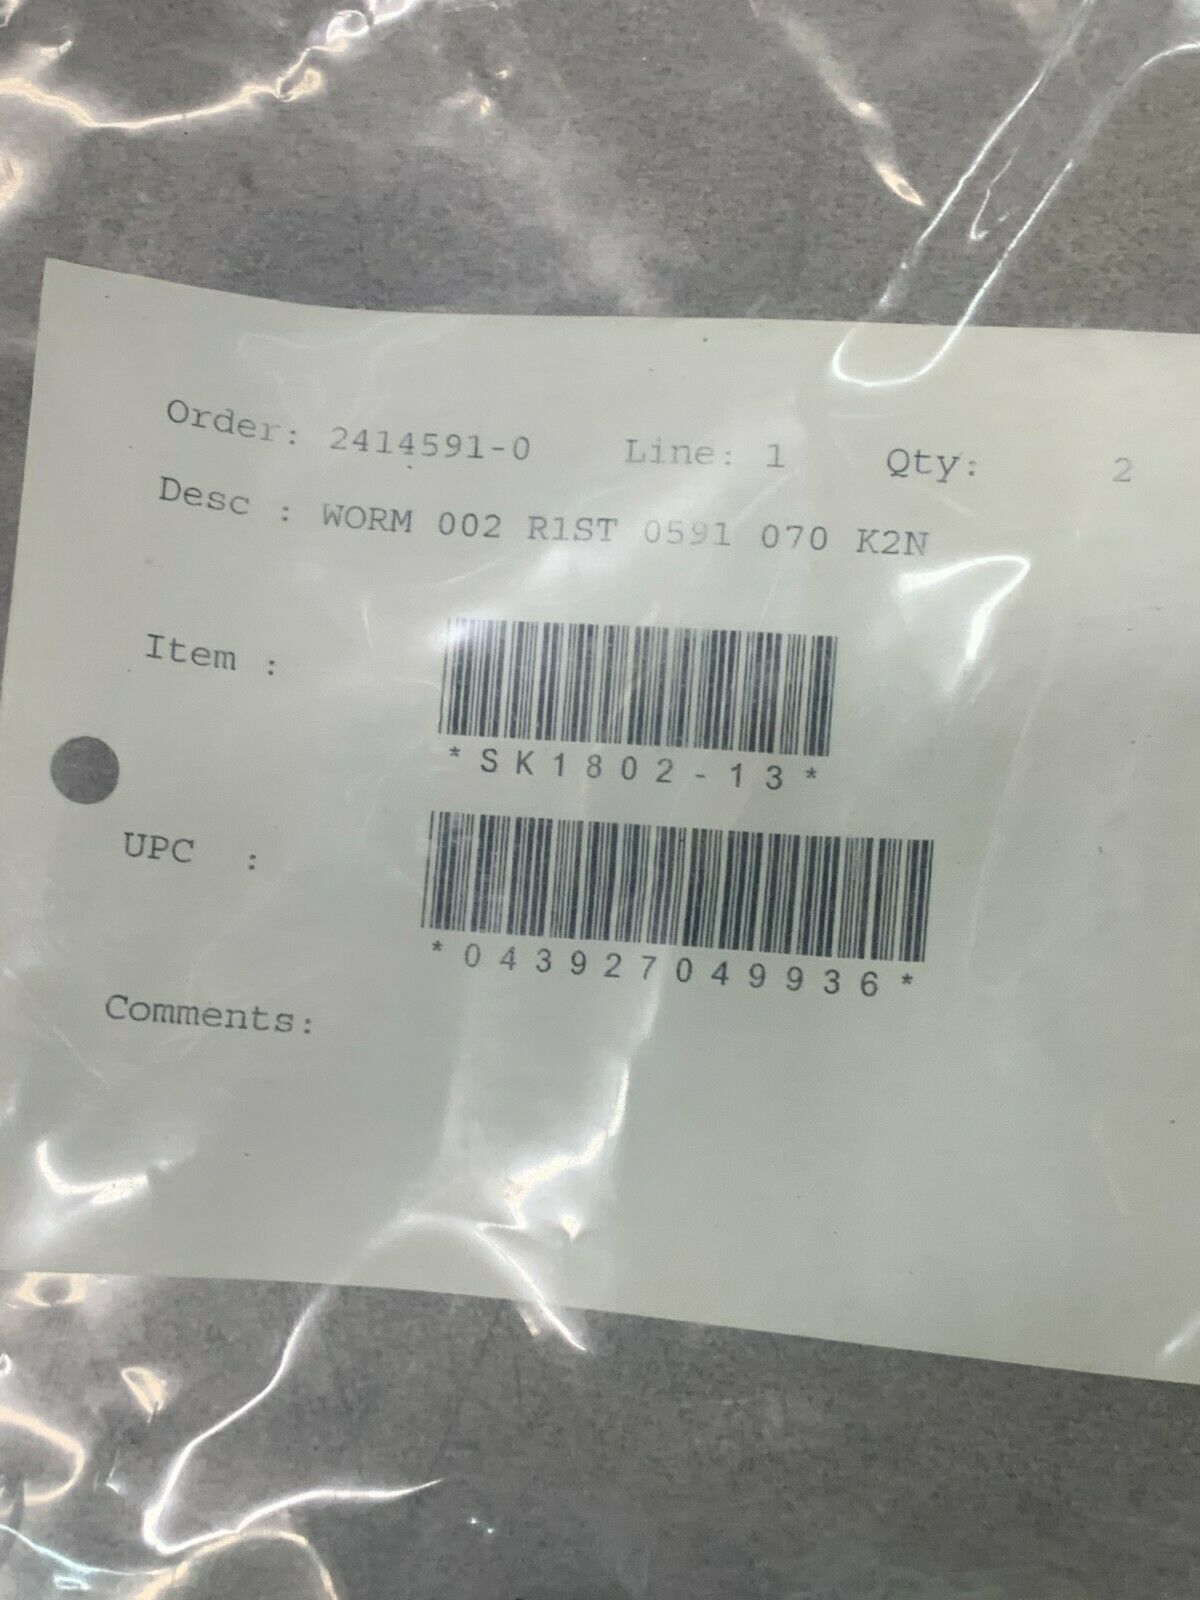 Order: 2414591-0 Line: 1 Qty: 2
Desc : WORM 002 R1ST 0591 070 K2N
Item :
*SK1802-13*
UPC :
*043927049936*
Comments: